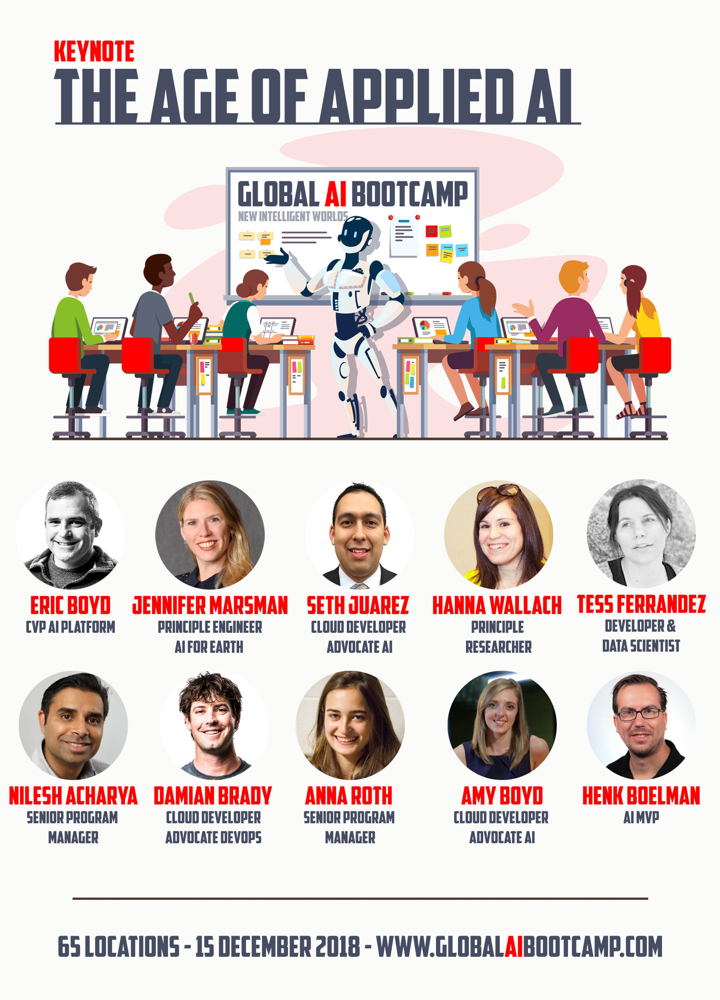 KEYNOTE
THE AGE OF APPLIED AI
GLOBAL AI BOOTCAMP
NEW INTELLIGENT WORLDS
ERIC BOYD
CVP AI PLATFORM
JENNIFER MARSMAN
PRINCIPLE ENGINEER
AI FOR EARTH
SETH JUAREZ
CLOUD DEVELOPER
ADVOCATE AI
HANNA WALLACH
PRINCIPLE
RESEARCHER
TESS FERRANDEZ
DEVELOPER &
DATA SCIENTIST
NILESH ACHARYA
SENIOR PROGRAM
MANAGER
DAMIAN BRADY
CLOUD DEVELOPER
ADVOCATE DEVOPS
ANNA ROTH
SENIOR PROGRAM
MANAGER
AMY BOYD
CLOUD DEVELOPER
ADVOCATE AI
HENK BOELMAN
AI MVP
65 LOCATIONS - 15 DECEMBER 2018 - WWW.GLOBALAIBOOTCAMP.COM